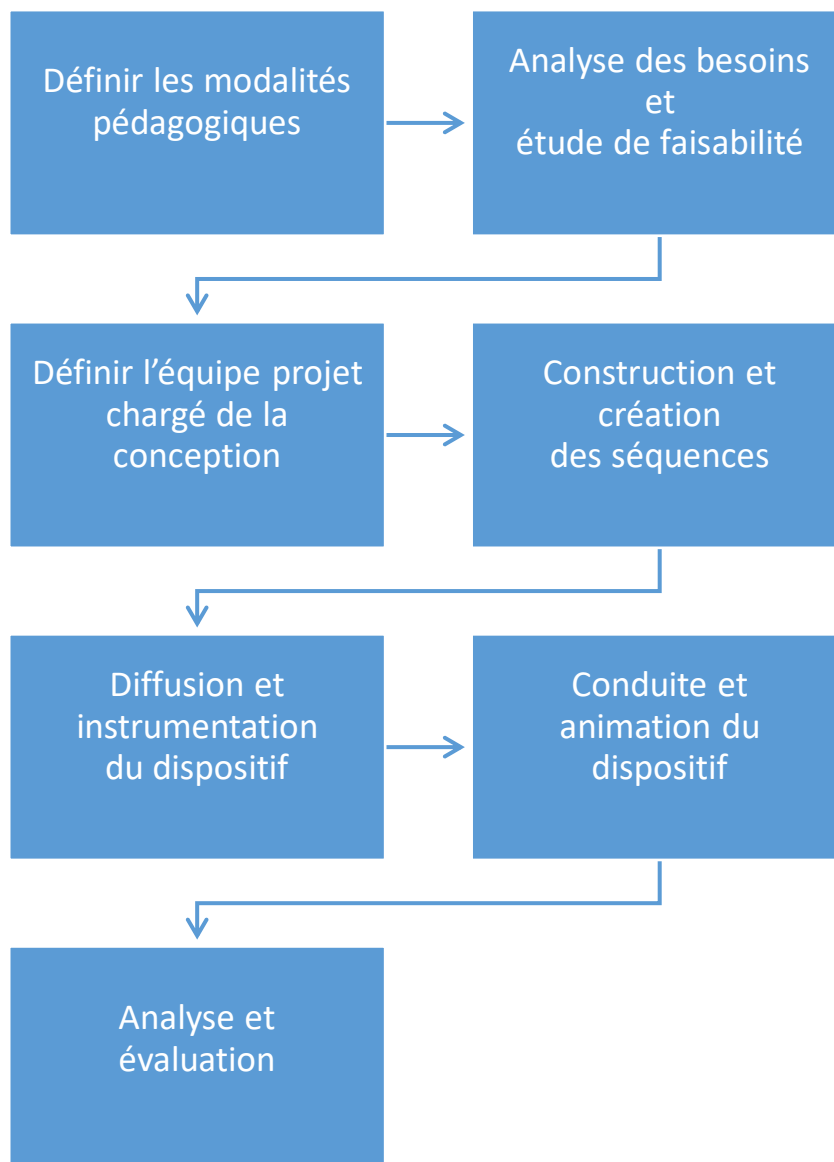 Définir les modalités
pédagogiques
Analyse des besoins
et
étude de faisabilité
Définir l’équipe projet
chargé de la
conception
Construction et
création
des séquences
Diffusion et
instrumentation
du dispositif
Conduite et
animation du
dispositif
Analyse et
évaluation